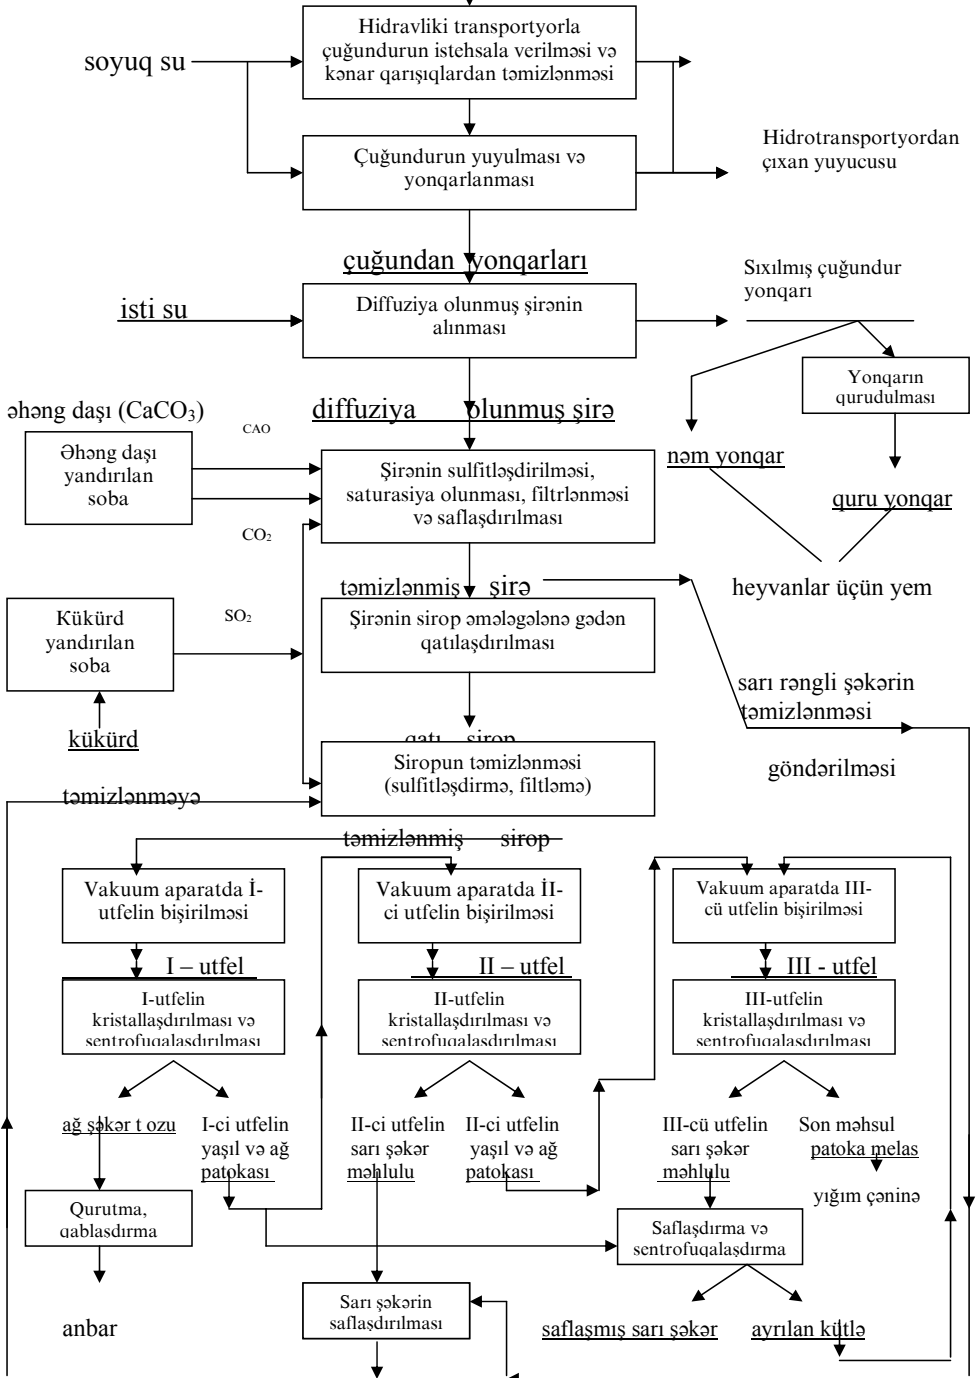 Hidravliki transportyorla
çuğundurun istehsala verilməsi və
kənar qarışıqlardan təmizlənməsi
soyuq su
Çuğundurun yuyulması və
yonqarlanması
Hidrotransportyordan
çıxan yuyucusu
çuğundan yonqarları
Sıxılmış çuğundur
yonqarı
isti su
Diffuziya olunmuş şirənin
alınması
Yonqarın
qurudulması
əhəng daşı (CaCO₃)
diffuziya olunmuş şirə
CAO
Əhəng daşı
yandırılan
soba
Şirənin sulfitləşdirilməsi,
saturasiya olunması, filtrlənməsi
və saflaşdırılması
nəm yonqar
quru yonqar
CO₂
təmizlənmiş şirə
heyvanlar üçün yem
Kükürd
yandırılan
soba
SO₂
Şirənin sirop əmələgələnə gədən
qatılaşdırılması
sarı rəngli şəkərin
təmizlənməsi
göndərilməsi
kükürd
qatı sirop
Siropun təmizlənməsi
(sulfitləşdirmə, filtləmə)
təmizlənməyə
təmizlənmiş sirop
Vakuum aparatda İ-
utfelin bişirilməsi
Vakuum aparatda İI-
ci utfelin bişirilməsi
Vakuum aparatda III-
cü utfelin bişirilməsi
I – utfel
II – utfel
III - utfel
I-utfelin
kristallaşdırılması və
sentrofuqalaşdırılması
II-utfelin
kristallaşdırılması və
sentrofuqalaşdırılması
III-utfelin
kristallaşdırılması və
sentrofuqalaşdırılması
ağ şəkər t ozu
I-ci utfelin
yaşıl və ağ
patokası
II-ci utfelin
sarı şəkər
məhlulu
II-ci utfelin
yaşıl və ağ
patokası
III-cü utfelin
sarı şəkər
məhlulu
Son məhsul
patoka melas
yığım çəninə
Qurutma,
qablaşdırma
Saflaşdırma və
sentrofuqalaşdırma
anbar
Sarı şəkərin
saflaşdırılması
saflaşmış sarı şəkər
ayrılan kütlə